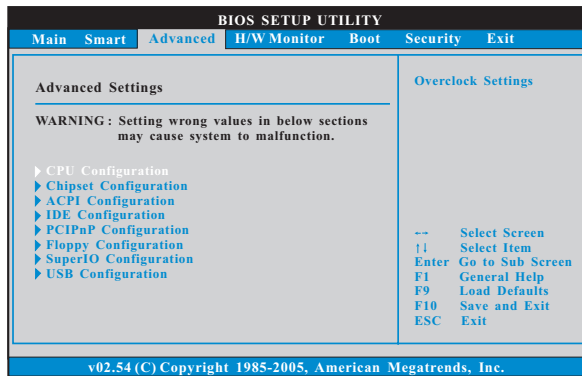 BIOS SETUP UTILITY
Main Smart Advanced H/W Monitor Boot Security Exit
Advanced Settings
WARNING : Setting wrong values in below sections
may cause system to malfunction.
CPU Configuration
Chipset Configuration
ACPI Configuration
IDE Configuration
PCIPnP Configuration
Floppy Configuration
SuperIO Configuration
USB Configuration
Overclock Settings
←→ Select Screen
↑↓ Select Item
Enter Go to Sub Screen
F1 General Help
F9 Load Defaults
F10 Save and Exit
ESC Exit
v02.54 (C) Copyright 1985-2005, American Megatrends, Inc.